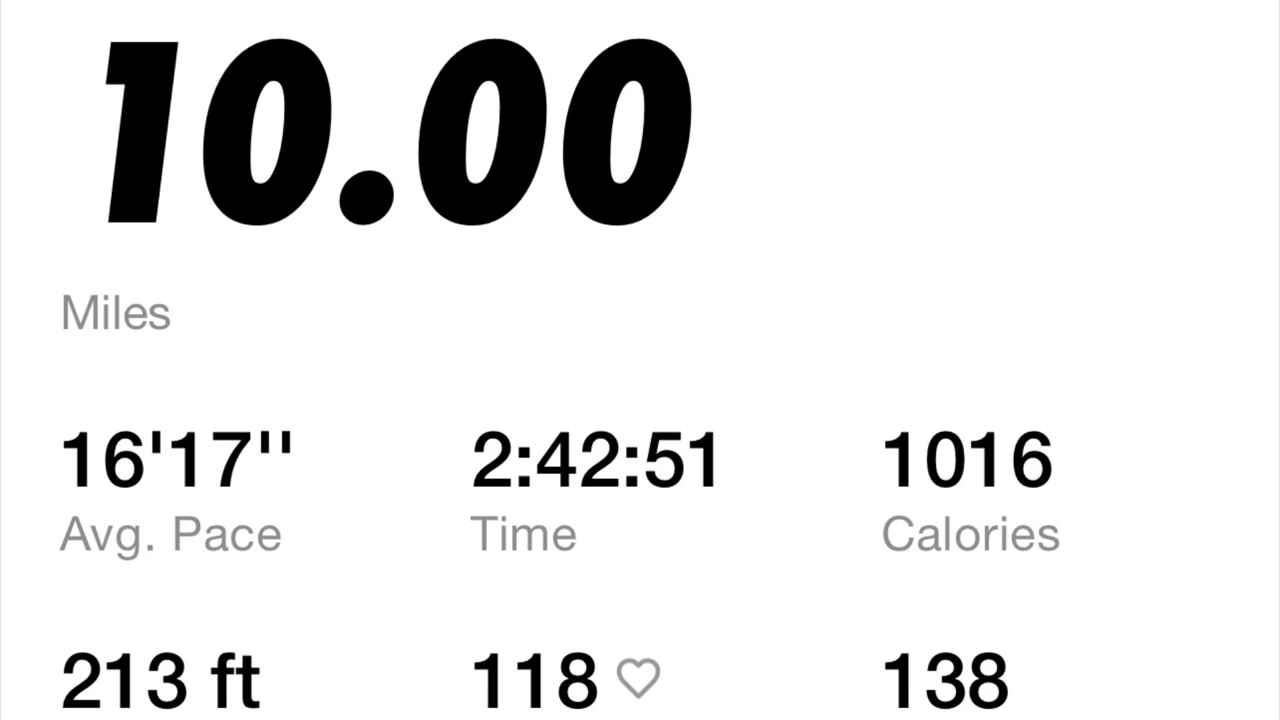 10.00
Miles
16'17'' 2:42:51 1016
Avg. Pace Time Calories
213 ft 118 138